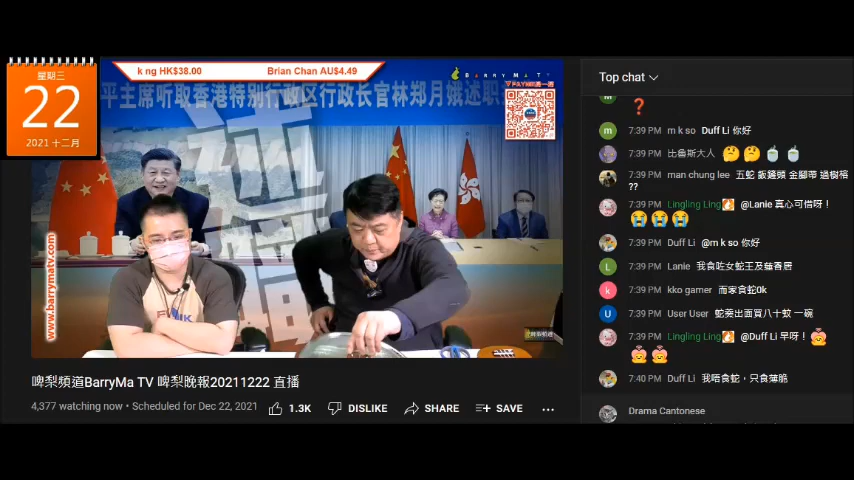 星期三
22
2021 十二月
k ng HK$38.00
Brian Chan AU$4.49
BARRYMATV
平主席听取香港特别行政区行政长官林郑月娥述职
www.barrymatv.com
啤梨頻道BarryMa TV 啤梨晚報20211222 直播
4,377 watching now • Scheduled for Dec 22, 2021
1.3K
DISLIKE
SHARE
SAVE
Top chat
7:39 PM m k so Duff Li 你好
7:39 PM 比魯斯大人 🤔🤔🍵🍵
7:39 PM man chung lee 五蛇 飯鏟頭 金腳帶 過樹榕
??
7:39 PM Lingling Ling @Lanie 真心可惜呀！
😭😭😭
7:39 PM Duff Li @m k so 你好
7:39 PM Lanie 我食咗女蛇王及蓮香居
7:39 PM kko gamer 而家食蛇0k
7:39 PM User User 蛇羮出面買八十蚊 一碗
7:39 PM Lingling Ling @Duff Li 早呀！
7:40 PM Duff Li 我唔食蛇，只食薄脆
Drama Cantonese